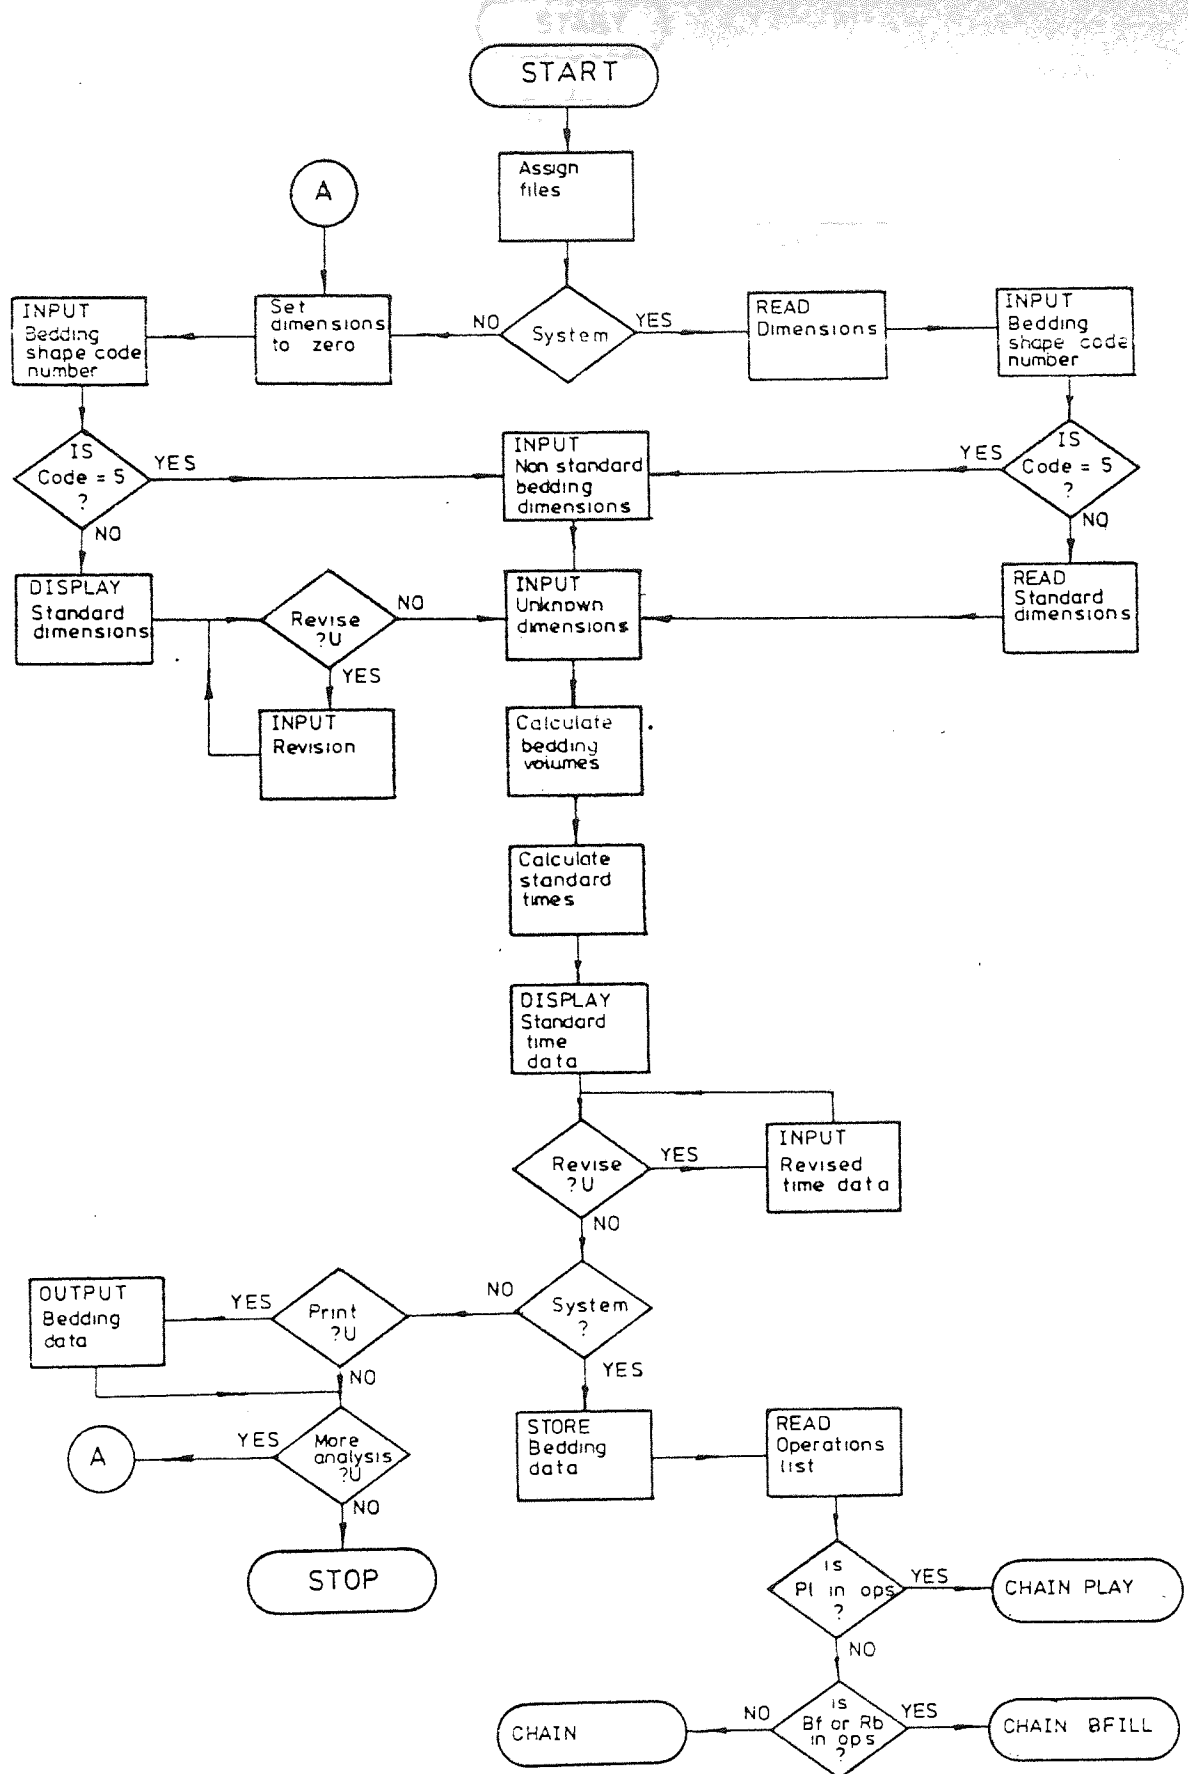 START
Assign
files
A
INPUT
Bedding
shape code
number
Set
dimensions
to zero
NO
System
YES
READ
Dimensions
INPUT
Bedding
shape code
number
IS
Code = 5
?
YES
NO
INPUT
Non standard
bedding
dimensions
YES
IS
Code = 5
?
NO
DISPLAY
Standard
dimensions
Revise
?U
NO
YES
INPUT
Unknown
dimensions
READ
Standard
dimensions
INPUT
Revision
Calculate
bedding
volumes
Calculate
standard
times
DISPLAY
Standard
time
data
Revise
?U
YES
NO
INPUT
Revised
time data
OUTPUT
Bedding
data
YES
Print
?U
NO
NO
System
?
YES
A
YES
More
analysis
?U
NO
STORE
Bedding
data
READ
Operations
list
STOP
Is
Pl in ops
?
YES
NO
CHAIN PLAY
CHAIN
NO
Is
Bf or Rb
in ops
?
YES
CHAIN BFILL